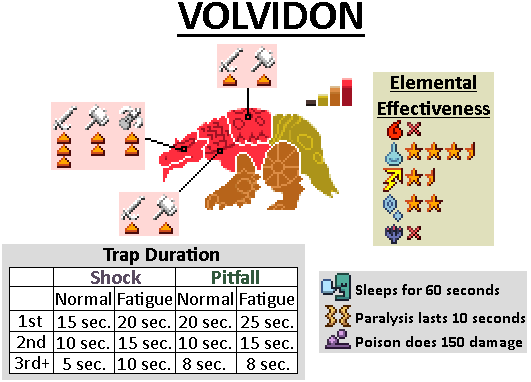 VOLVIDON
Elemental
Effectiveness
Trap Duration
Shock Pitfall
Normal Fatigue Normal Fatigue
1st 15 sec. 20 sec. 20 sec. 25 sec.
2nd 10 sec. 15 sec. 10 sec. 15 sec.
3rd+ 5 sec. 10 sec. 8 sec. 8 sec.
Sleeps for 60 seconds
Paralysis lasts 10 seconds
Poison does 150 damage